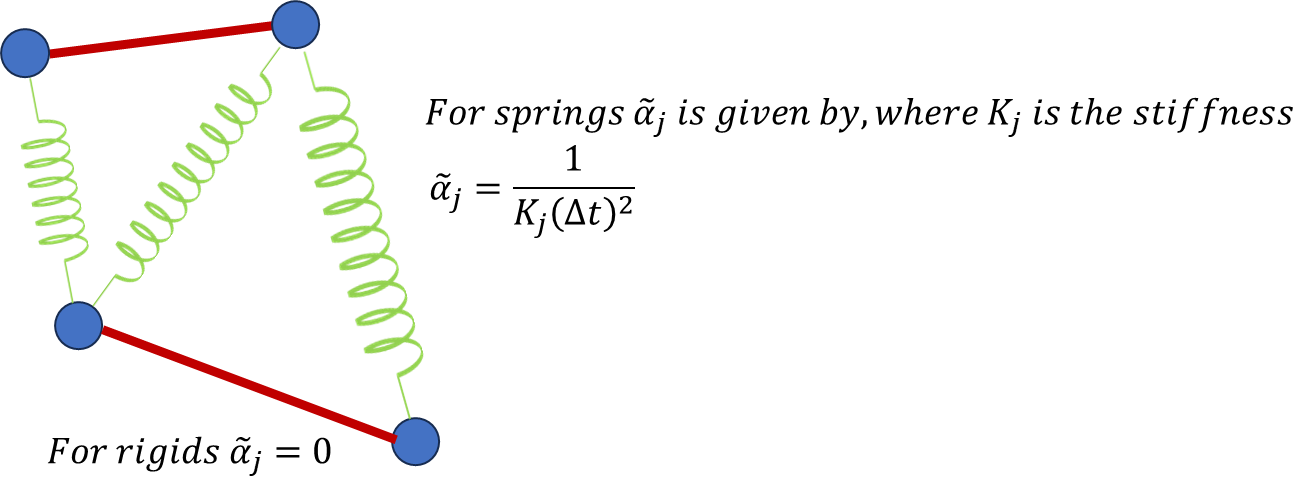 For springs α̃ⱼ is given by, where Kⱼ is the stiffness
α̃ⱼ = 1 / Kⱼ(Δt)²
For rigids α̃ⱼ = 0